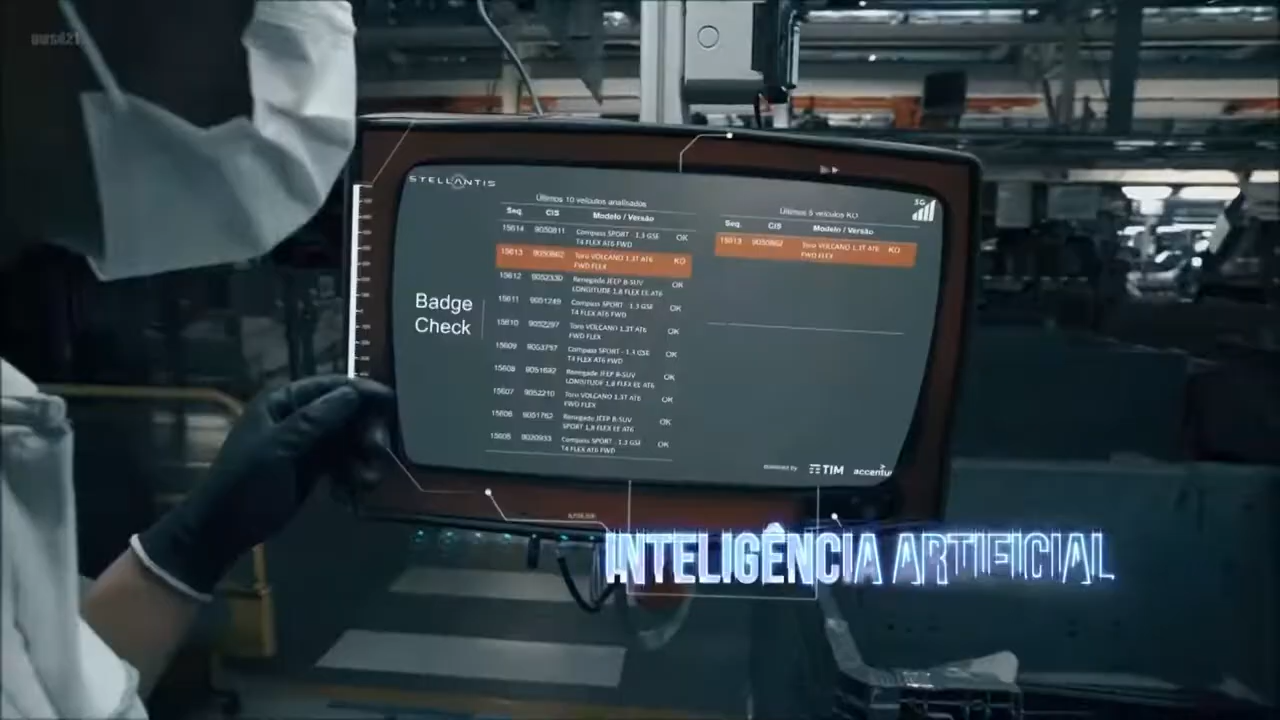 STELLANTIS
Últimos 10 veículos analisados
Seq. CIS Modelo / Versão
15614 9050811 Compass SPORT - 1.3 GSE OK
T4 FLEX AT6 FWD
15613 9050862 Toro VOLCANO 1.3T AT6 KO
FWD FLEX
15612 9052330 Renegade JEEP B-SUV OK
LONGITUDE 1.8 FLEX EE AT6
15611 9051249 Compass SPORT - 1.3 GSE OK
T4 FLEX AT6 FWD
15610 9052297 Toro VOLCANO 1.3T AT6 OK
FWD FLEX
15609 9053757 Compass SPORT - 1.3 GSE OK
T4 FLEX AT6 FWD
15608 9051682 Renegade JEEP B-SUV OK
LONGITUDE 1.8 FLEX EE AT6
15607 9052210 Toro VOLCANO 1.3T AT6 OK
FWD FLEX
15606 9051762 Renegade JEEP B-SUV OK
SPORT 1.8 FLEX EE AT6
15605 9020933 Compass SPORT - 1.3 GSE OK
T4 FLEX AT6 FWD
Badge
Check
Últimos 5 veículos KO
5G
Seq. CIS Modelo / Versão
15613 9050862 Toro VOLCANO 1.3T AT6 KO
FWD FLEX
powered by TIM accentu
INTELIGÊNCIA ARTIFICIAL